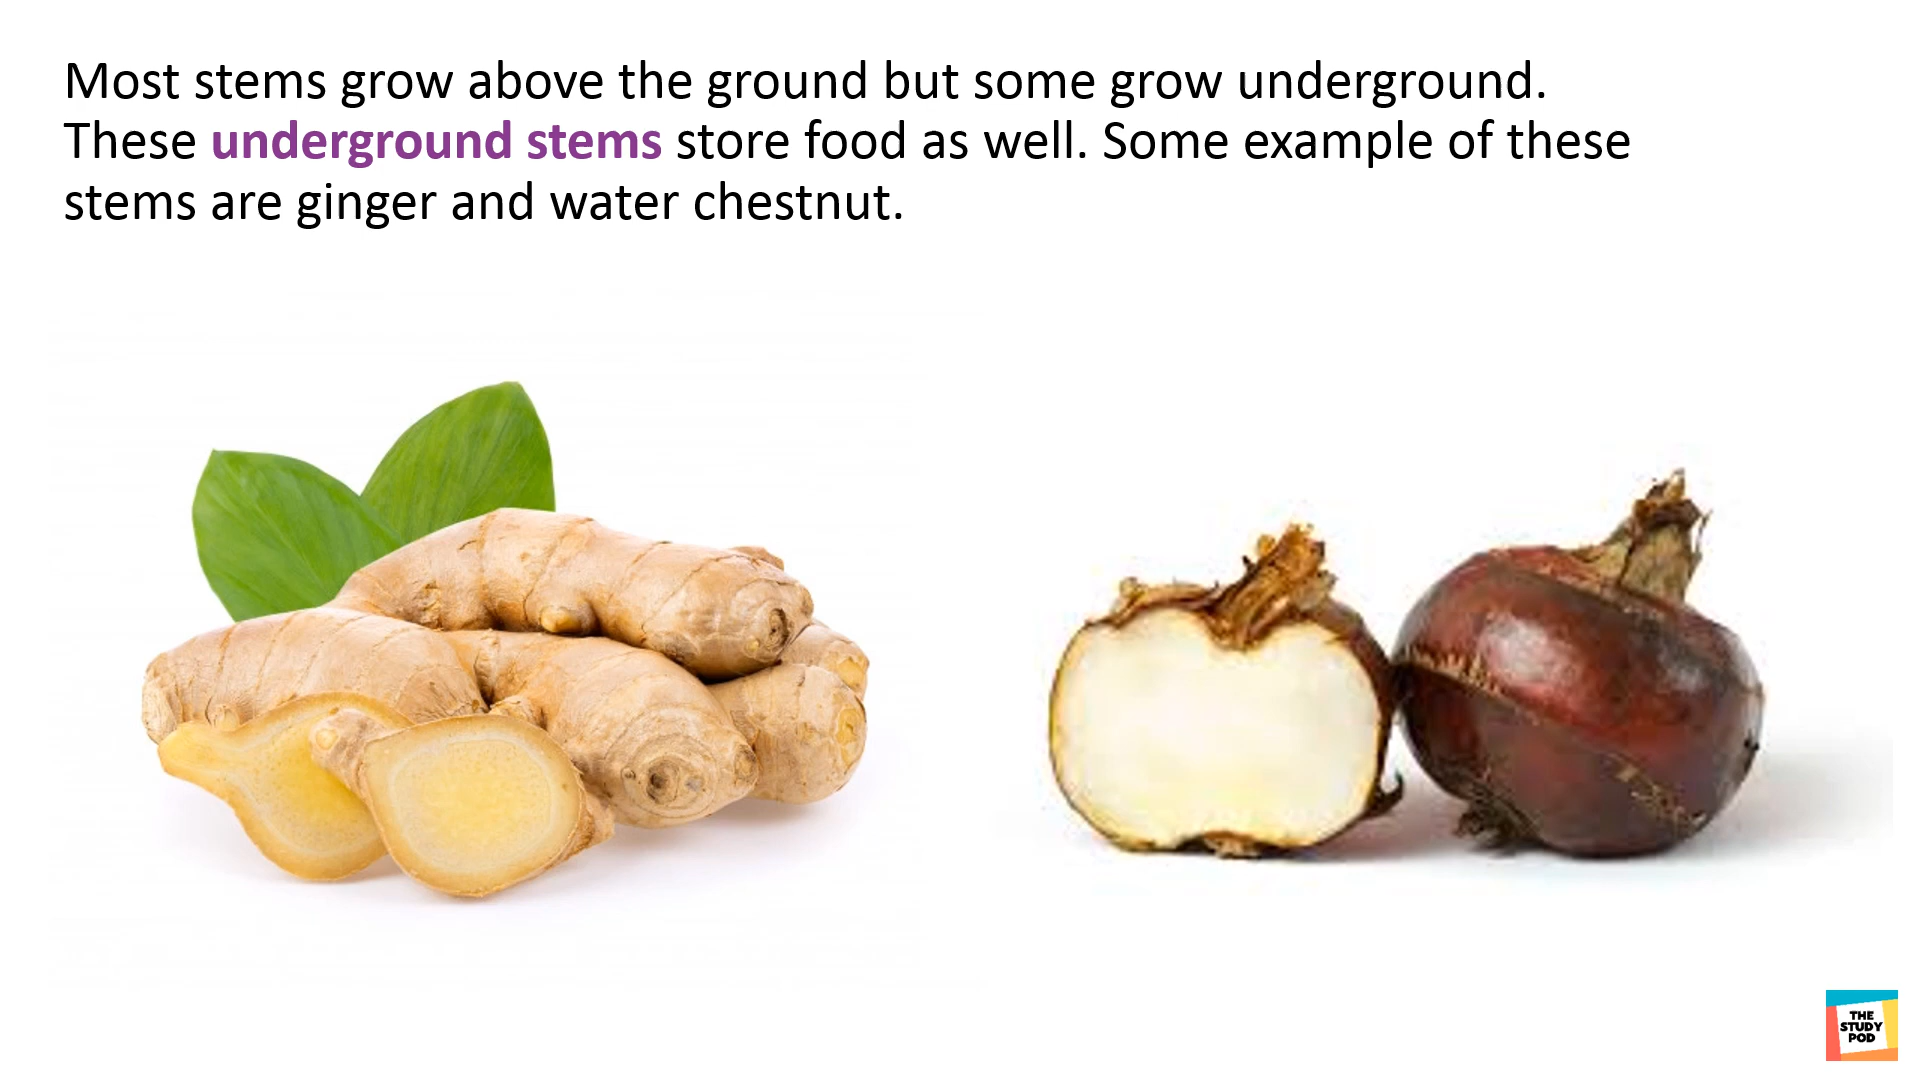 Most stems grow above the ground but some grow underground.
These underground stems store food as well. Some example of these
stems are ginger and water chestnut.
THE
STUDY
POD